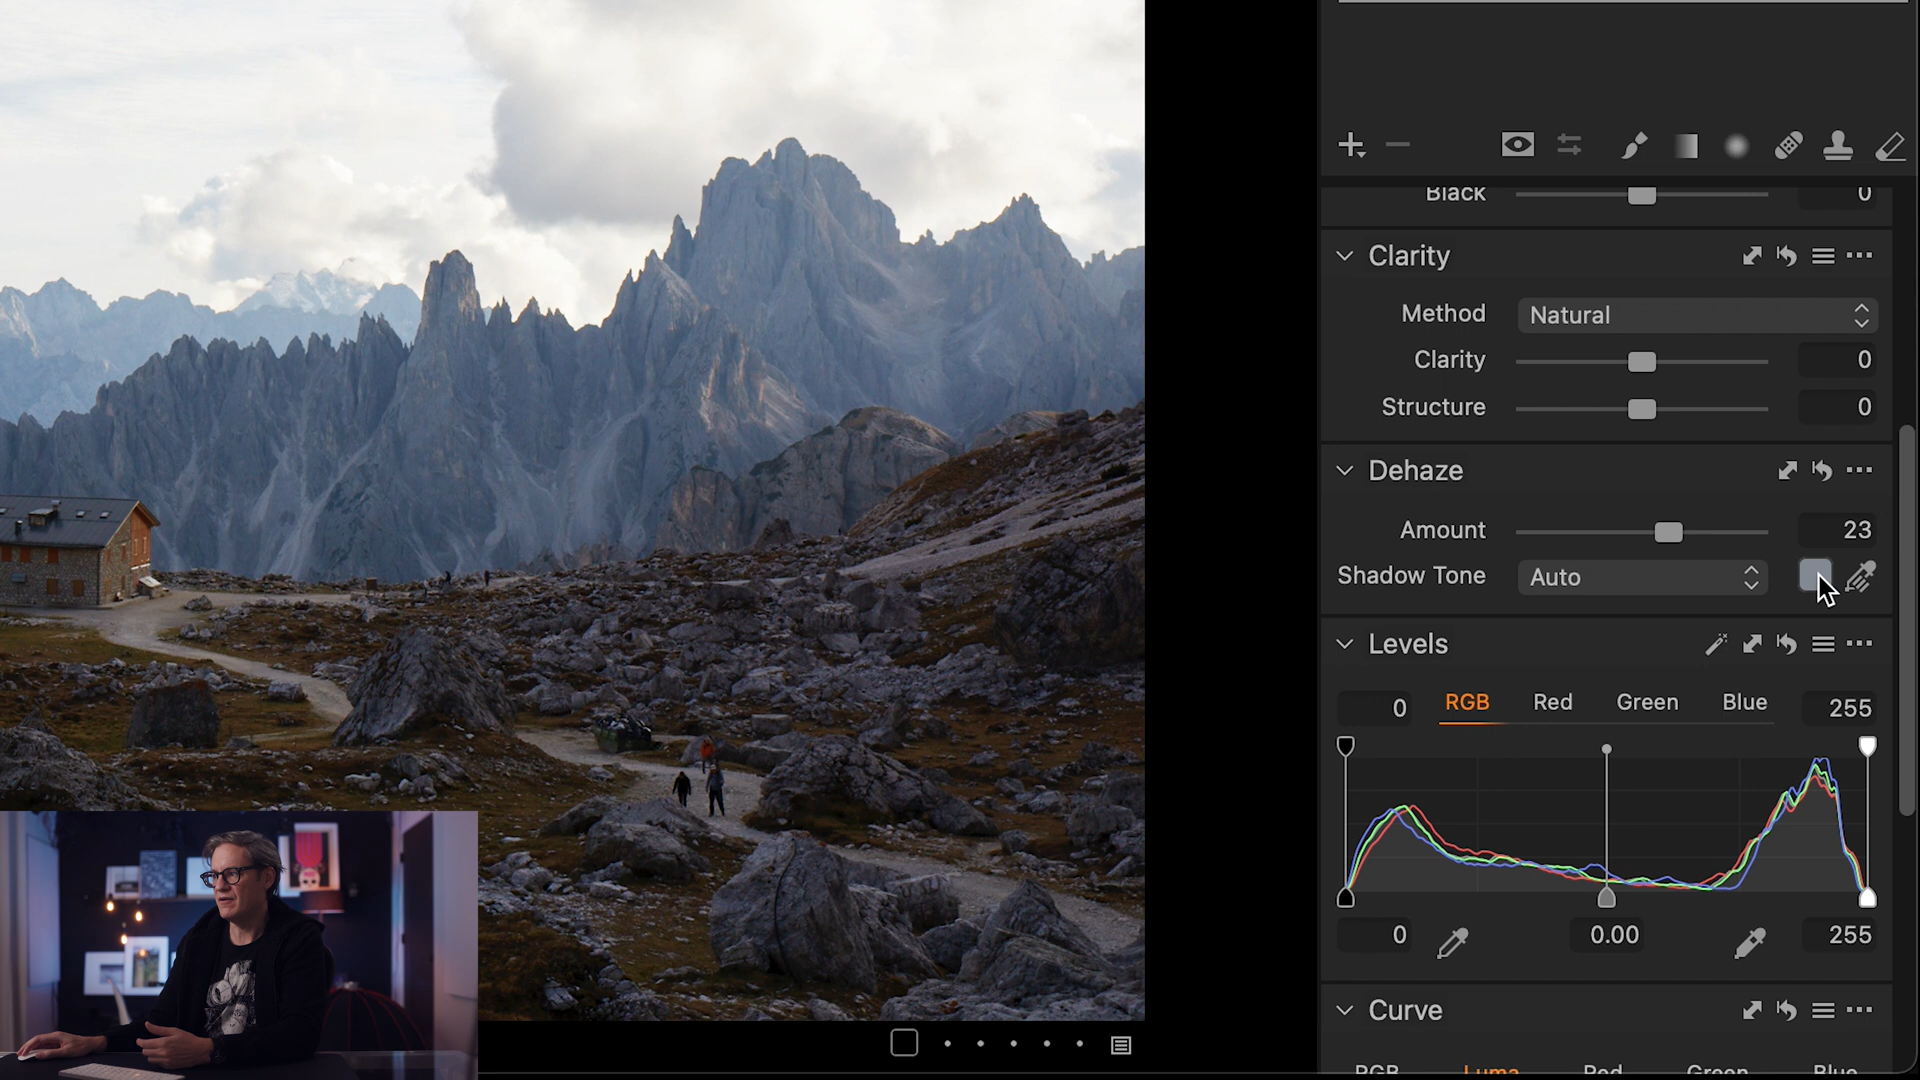 Black 0
Clarity
Method Natural
Clarity 0
Structure 0
Dehaze
Amount 23
Shadow Tone Auto
Levels
0 RGB Red Green Blue 255
0 0.00 255
Curve
RGB Luma Red Green Blue